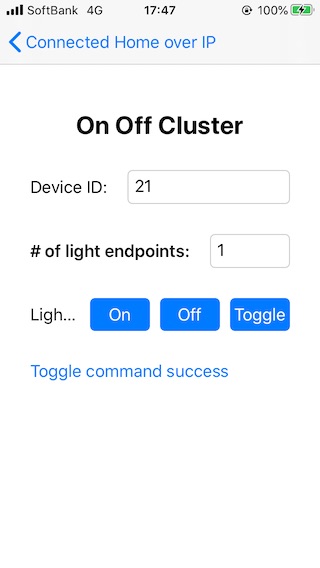 SoftBank 4G 17:47 100%
Connected Home over IP
On Off Cluster
Device ID: 21
# of light endpoints: 1
Ligh... On Off Toggle
Toggle command success